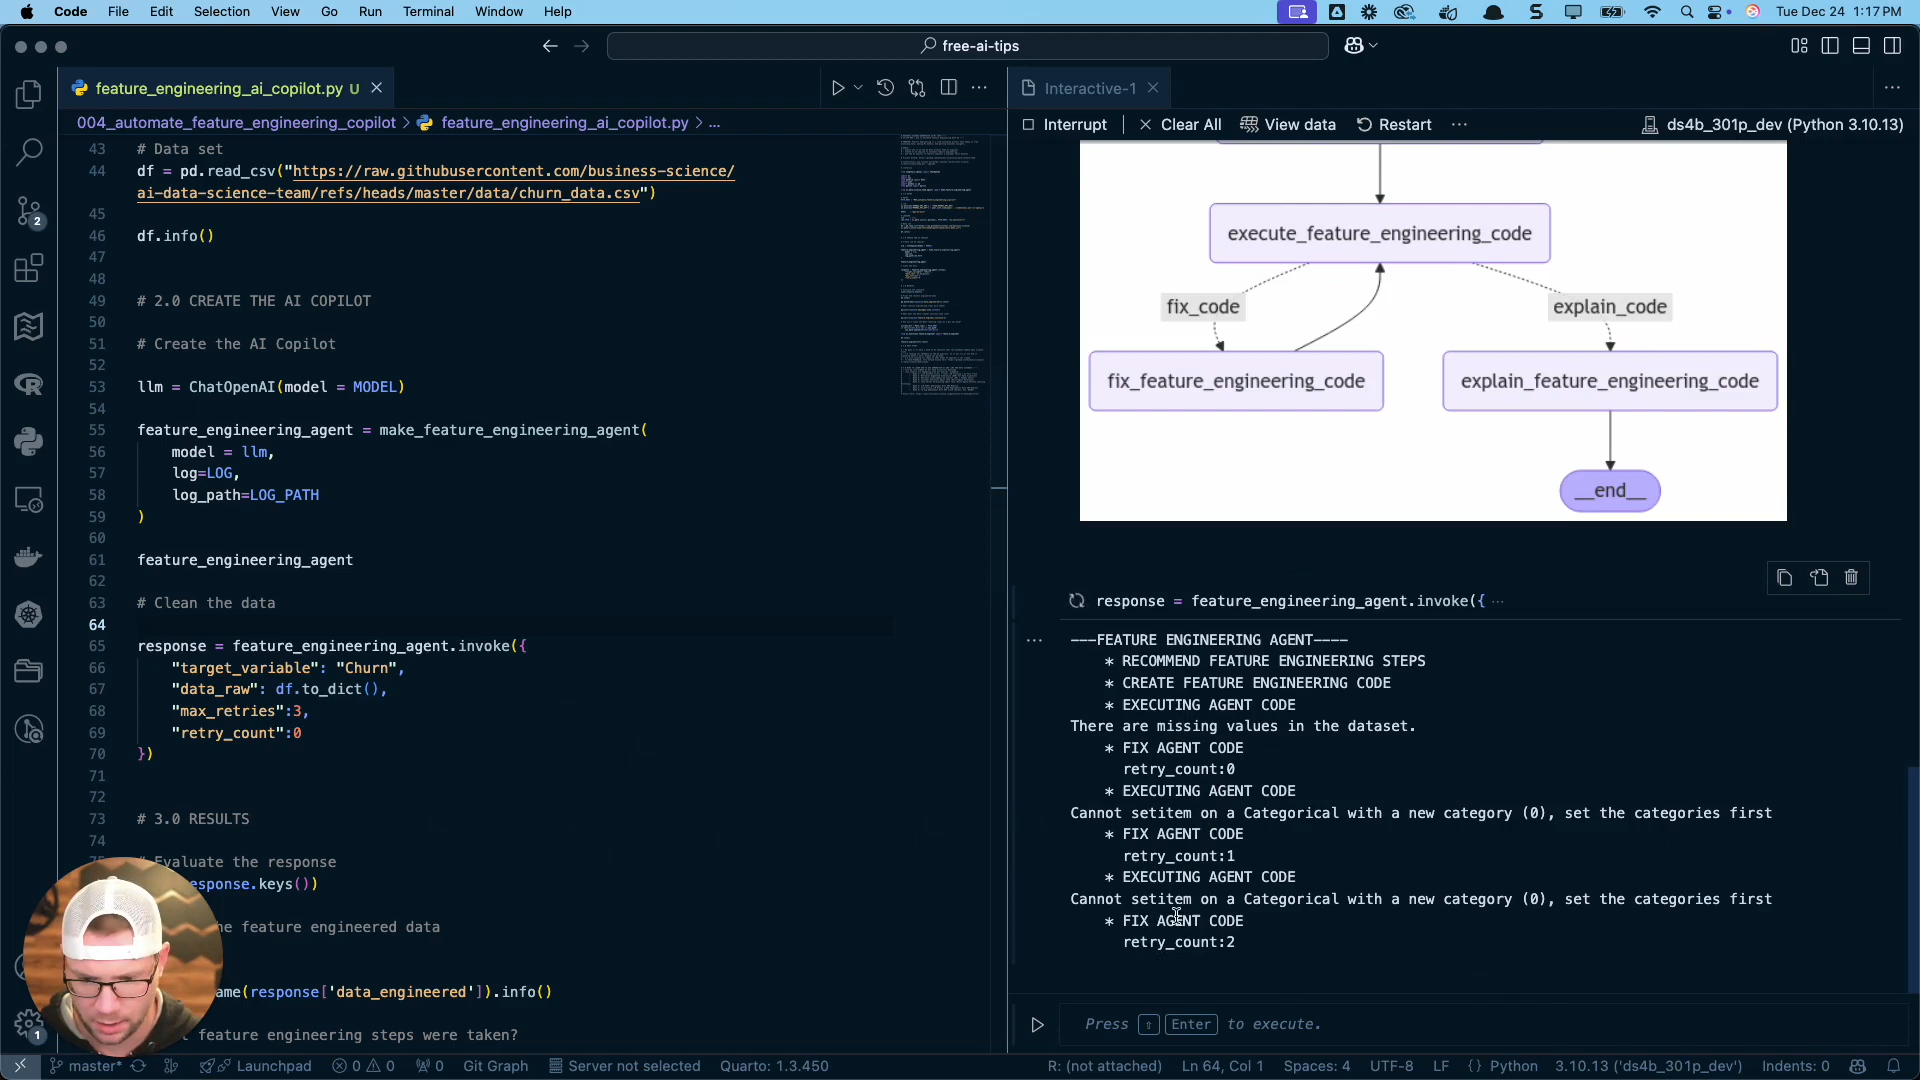 Code File Edit Selection View Go Run Terminal Window Help
Tue Dec 24 1:17 PM
free-ai-tips
feature_engineering_ai_copilot.py U
004_automate_feature_engineering_copilot > feature_engineering_ai_copilot.py > ...
43 # Data set
44 df = pd.read_csv("https://raw.githubusercontent.com/business-science/
ai-data-science-team/refs/heads/master/data/churn_data.csv")
45
46 df.info()
47
48
49 # 2.0 CREATE THE AI COPILOT
50
51 # Create the AI Copilot
52
53 llm = ChatOpenAI(model = MODEL)
54
55 feature_engineering_agent = make_feature_engineering_agent(
56 model = llm,
57 log=LOG,
58 log_path=LOG_PATH
59 )
60
61 feature_engineering_agent
62
63 # Clean the data
64
65 response = feature_engineering_agent.invoke({
66 "target_variable": "Churn",
67 "data_raw": df.to_dict(),
68 "max_retries":3,
69 "retry_count":0
70 })
71
72
73 # 3.0 RESULTS
74
Evaluate the response
esponse.keys())
he feature engineered data
ame(response['data_engineered']).info()
feature engineering steps were taken?
2
1
Interactive-1
Interrupt Clear All View data Restart ...
ds4b_301p_dev (Python 3.10.13)
execute_feature_engineering_code
fix_code
explain_code
fix_feature_engineering_code
explain_feature_engineering_code
__end__
response = feature_engineering_agent.invoke({ ...
---FEATURE ENGINEERING AGENT----
* RECOMMEND FEATURE ENGINEERING STEPS
* CREATE FEATURE ENGINEERING CODE
* EXECUTING AGENT CODE
There are missing values in the dataset.
* FIX AGENT CODE
retry_count:0
* EXECUTING AGENT CODE
Cannot setitem on a Categorical with a new category (0), set the categories first
* FIX AGENT CODE
retry_count:1
* EXECUTING AGENT CODE
Cannot setitem on a Categorical with a new category (0), set the categories first
* FIX AGENT CODE
retry_count:2
Press ⇧ Enter to execute.
master* Launchpad 0 0 0 Git Graph Server not selected Quarto: 1.3.450
R: (not attached) Ln 64, Col 1 Spaces: 4 UTF-8 LF {} Python 3.10.13 ('ds4b_301p_dev') Indents: 0